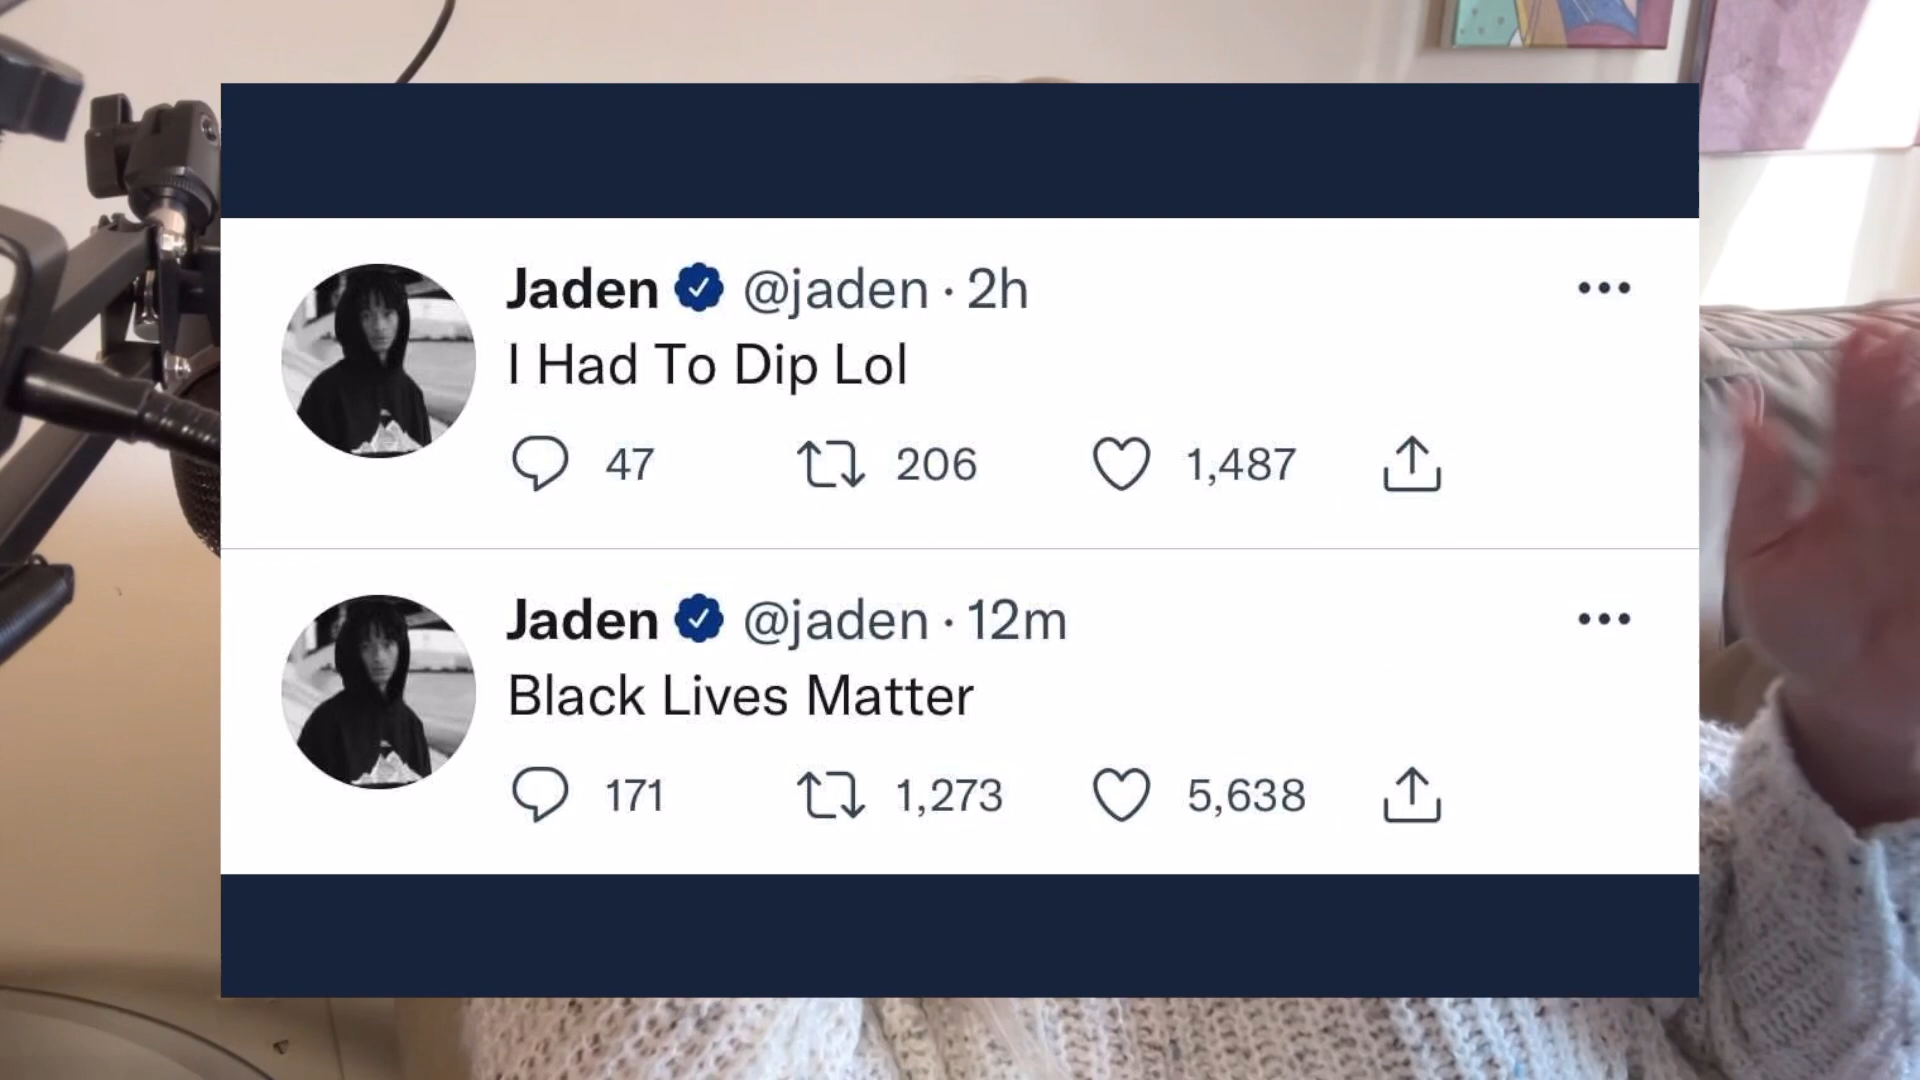 Jaden @jaden · 2h
I Had To Dip Lol
47 206 1,487
Jaden @jaden · 12m
Black Lives Matter
171 1,273 5,638